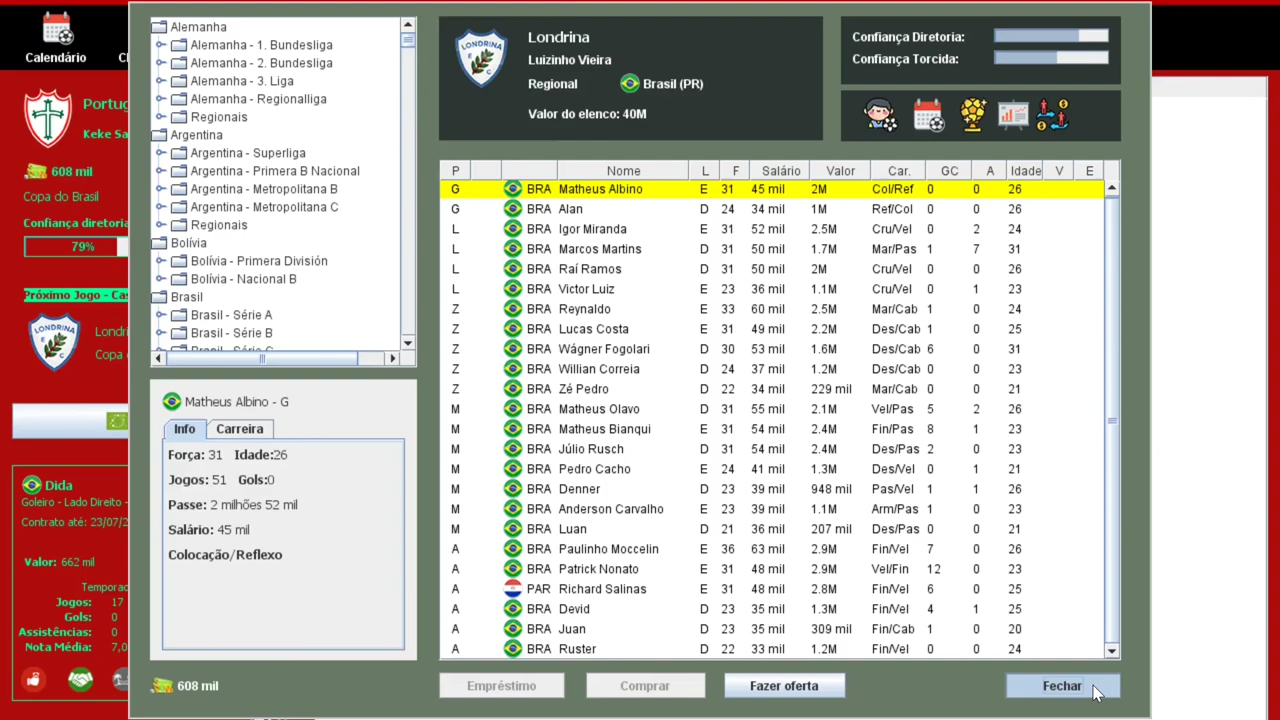 Calendário
Portug
Keke Sa
608 mil
Copa do Brasil
Confiança diretoria
79%
Próximo Jogo - Cas
LONDRINA
Londri
Copa d
Dida
Goleiro - Lado Direito -
Contrato até: 23/07/2
Valor: 662 mil
Temporad
Jogos: 17
Gols: 0
Assistências: 0
Nota Média: 7,0
Alemanha
Alemanha - 1. Bundesliga
Alemanha - 2. Bundesliga
Alemanha - 3. Liga
Alemanha - Regionalliga
Regionais
Argentina
Argentina - Superliga
Argentina - Primera B Nacional
Argentina - Metropolitana B
Argentina - Metropolitana C
Regionais
Bolívia
Bolívia - Primera División
Bolívia - Nacional B
Brasil
Brasil - Série A
Brasil - Série B
Brasil - Série C
Matheus Albino - G
Info Carreira
Força: 31 Idade:26
Jogos: 51 Gols:0
Passe: 2 milhões 52 mil
Salário: 45 mil
Colocação/Reflexo
608 mil
LONDRINA
Londrina
Luizinho Vieira
Regional Brasil (PR)
Valor do elenco: 40M
Confiança Diretoria:
Confiança Torcida:
P Nome L F Salário Valor Car. GC A Idade V E
G BRA Matheus Albino E 31 45 mil 2M Col/Ref 0 0 26
G BRA Alan D 24 34 mil 1M Ref/Col 0 0 26
L BRA Igor Miranda E 31 52 mil 2.5M Cru/Vel 0 2 24
L BRA Marcos Martins D 31 50 mil 1.7M Mar/Pas 1 7 31
L BRA Raí Ramos D 31 50 mil 2M Cru/Vel 0 0 26
L BRA Victor Luiz E 23 36 mil 1.1M Cru/Vel 0 1 23
Z BRA Reynaldo E 33 60 mil 2.5M Mar/Cab 1 0 24
Z BRA Lucas Costa E 31 49 mil 2.2M Des/Cab 1 0 25
Z BRA Wágner Fogolari D 30 53 mil 1.6M Des/Cab 6 0 31
Z BRA Willian Correia D 24 37 mil 1.2M Des/Cab 0 0 23
Z BRA Zé Pedro D 22 34 mil 229 mil Mar/Cab 0 0 21
M BRA Matheus Olavo D 31 55 mil 2.1M Vel/Pas 5 2 26
M BRA Matheus Bianqui E 31 54 mil 2.4M Fin/Pas 8 1 23
M BRA Júlio Rusch D 31 54 mil 2.4M Des/Pas 2 0 23
M BRA Pedro Cacho E 24 41 mil 1.3M Des/Vel 0 1 21
M BRA Denner D 23 39 mil 948 mil Pas/Vel 1 1 26
M BRA Anderson Carvalho E 23 39 mil 1.1M Arm/Pas 1 0 23
M BRA Luan D 21 36 mil 207 mil Des/Pas 0 0 21
A BRA Paulinho Moccelin E 36 63 mil 2.9M Fin/Vel 7 0 26
A BRA Patrick Nonato E 31 48 mil 2.9M Vel/Fin 12 0 23
A PAR Richard Salinas E 31 48 mil 2.8M Fin/Vel 6 0 25
A BRA Devid D 23 35 mil 1.3M Fin/Vel 4 1 25
A BRA Juan D 23 35 mil 309 mil Fin/Cab 1 0 20
A BRA Ruster D 22 33 mil 1.2M Fin/Vel 0 0 24
Empréstimo Comprar Fazer oferta Fechar